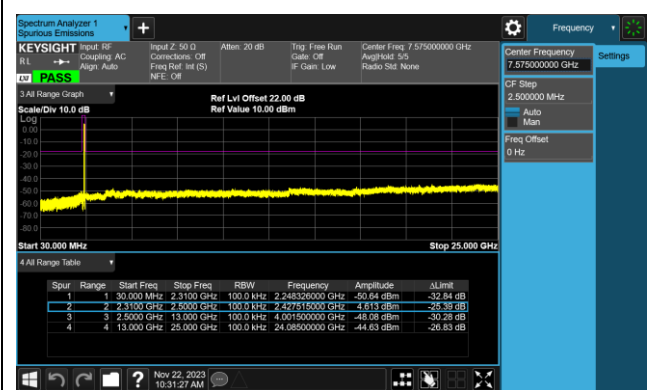 Spectrum Analyzer 1
Spurious Emissions
Frequency
KEYSIGHT Input: RF Input Z: 50 Ω Atten: 20 dB Trig: Free Run Center Freq: 7.575000000 GHz
RL Coupling: AC Corrections: Off Gate: Off Avg|Hold: 5/5
Align: Auto Freq Ref: Int (S) IF Gain: Low Radio Std: None
LXI PASS NFE: Off
Center Frequency
7.575000000 GHz
Settings
CF Step
2.500000 MHz
Auto
Man
Freq Offset
0 Hz
3 All Range Graph
Ref Lvl Offset 22.00 dB
Scale/Div 10.0 dB Ref Value 10.00 dBm
Log
0.00
-10.0
-20.0
-30.0
-40.0
-50.0
-60.0
-70.0
-80.0
Start 30.000 MHz Stop 25.000 GHz
4 All Range Table
Spur Range Start Freq Stop Freq RBW Frequency Amplitude ΔLimit
1 1 30.000 MHz 2.3100 GHz 100.0 kHz 2.248326000 GHz -50.64 dBm -32.84 dB
2 2 2.3100 GHz 2.5000 GHz 100.0 kHz 2.427515000 GHz 4.613 dBm -25.39 dB
3 3 2.5000 GHz 13.000 GHz 100.0 kHz 4.001500000 GHz -48.08 dBm -30.28 dB
4 4 13.000 GHz 25.000 GHz 100.0 kHz 24.08500000 GHz -44.63 dBm -26.83 dB
Nov 22, 2023
10:31:27 AM